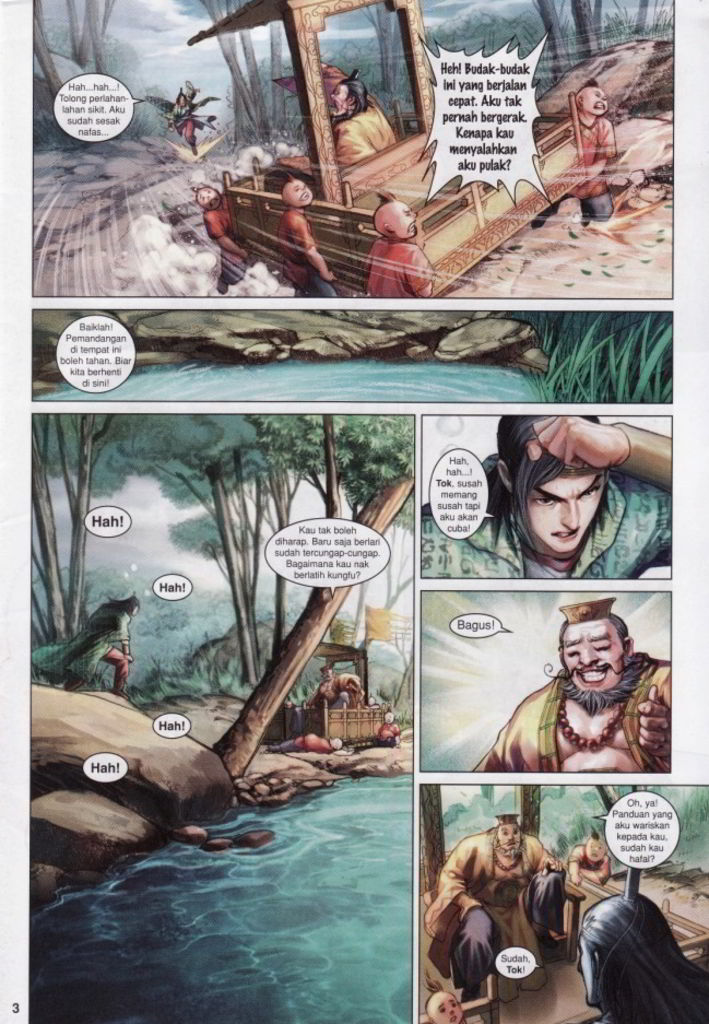 Hah...hah...!
Tolong perlahan-
lahan sikit. Aku
sudah sesak
nafas...
Heh! Budak-budak
ini yang berjalan
cepat. Aku tak
pernah bergerak.
Kenapa kau
menyalahkan
aku pulak?
Baiklah!
Pemandangan
di tempat ini
boleh tahan. Biar
kita berhenti
di sini!
Hah!
Hah!
Kau tak boleh
diharap. Baru saja berlari
sudah tercungap-cungap.
Bagaimana kau nak
berlatih kungfu?
Hah!
Hah!
Hah,
hah...!
Tok, susah
memang
susah tapi
aku akan
cuba!
Bagus!
Oh, ya!
Panduan yang
aku wariskan
kepada kau,
sudah kau
hafal?
Sudah,
Tok!
3